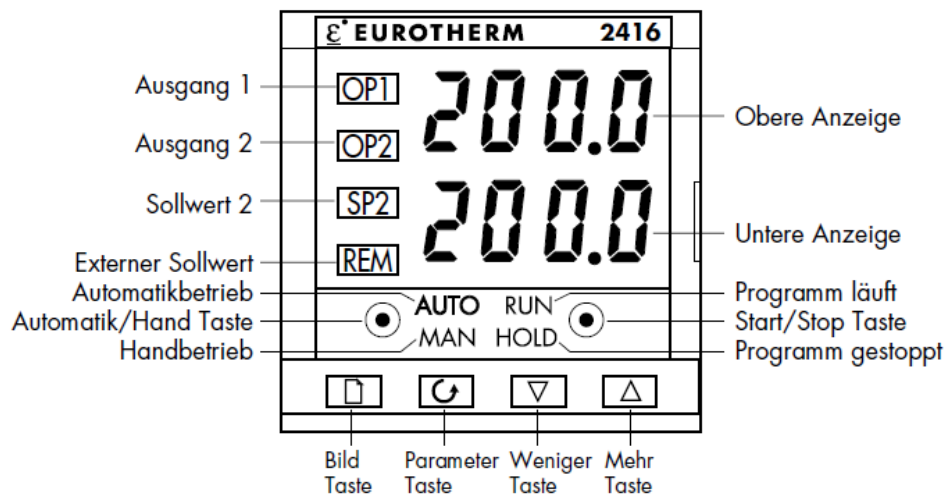 ε EUROTHERM 2416
Ausgang 1
OP1
200.0
Obere Anzeige
Ausgang 2
OP2
Sollwert 2
SP2
200.0
Untere Anzeige
Externer Sollwert
REM
Automatikbetrieb
AUTO RUN
Programm läuft
Automatik/Hand Taste
Start/Stop Taste
Handbetrieb
MAN HOLD
Programm gestoppt
Bild
Taste
Parameter
Taste
Weniger
Taste
Mehr
Taste